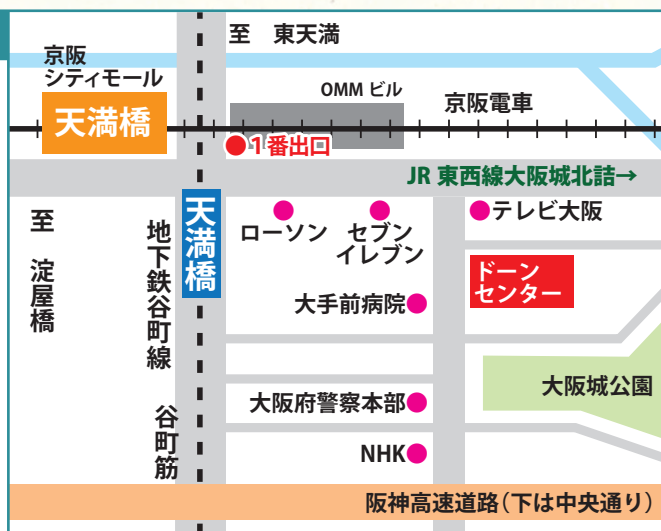 至 東天満
京阪
シティモール
OMM ビル
京阪電車
天満橋
1番出口
JR 東西線大阪城北詰→
天満橋
ローソン
セブン
イレブン
テレビ大阪
至 淀屋橋
地下鉄谷町線
ドーン
センター
大手前病院
大阪城公園
大阪府警察本部
谷町筋
NHK
阪神高速道路(下は中央通り)